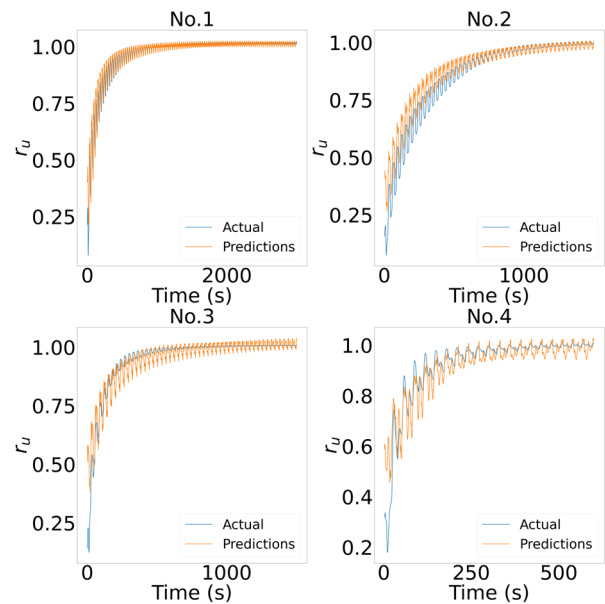 No.1
1.00
0.75
0.50
0.25
r_u
Actual
Predictions
0
2000
Time (s)
No.2
1.00
0.75
0.50
0.25
r_u
Actual
Predictions
0
1000
Time (s)
No.3
1.00
0.75
0.50
0.25
r_u
Actual
Predictions
0
1000
Time (s)
No.4
1.0
0.8
0.6
0.4
0.2
r_u
Actual
Predictions
0
250
500
Time (s)